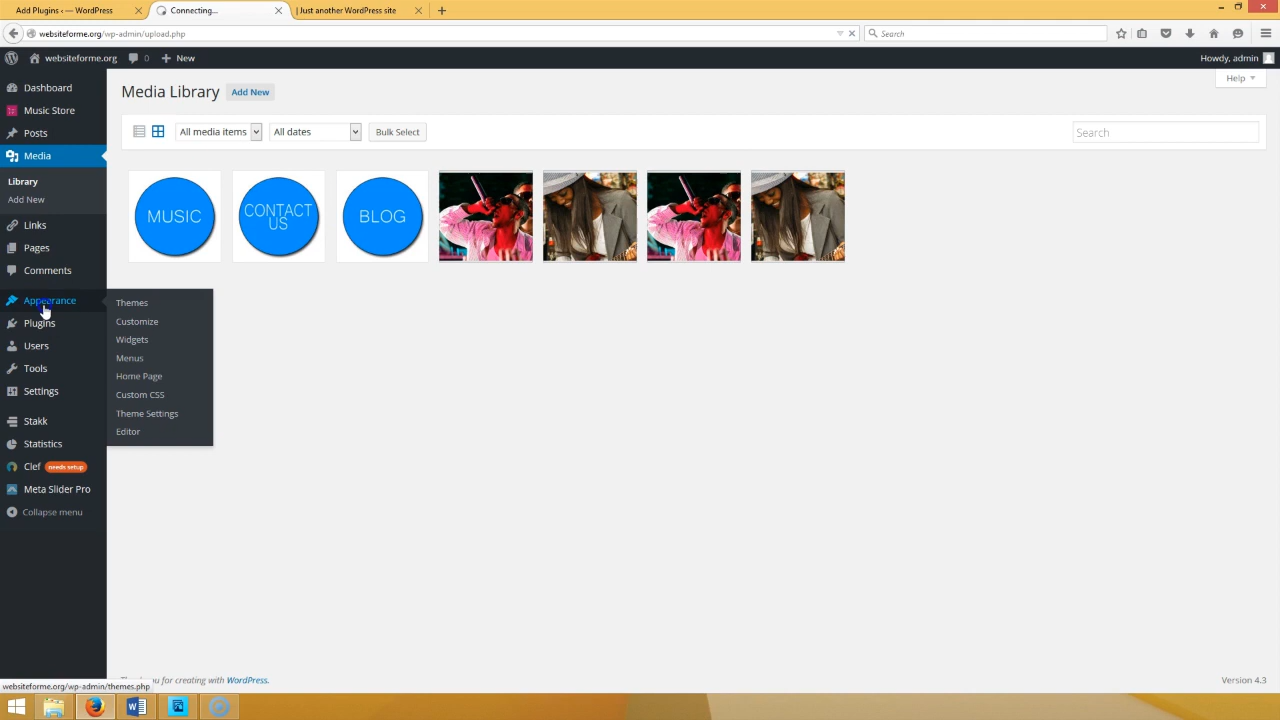 Add Plugins ‹ — WordPress
Connecting...
| Just another WordPress site
websiteforme.org/wp-admin/upload.php
Search
websiteforme.org
0
New
Howdy, admin
Help
Dashboard
Music Store
Posts
Media
Library
Add New
Links
Pages
Comments
Appearance
Plugins
Users
Tools
Settings
Stakk
Statistics
Clef needs setup
Meta Slider Pro
Collapse menu
Themes
Customize
Widgets
Menus
Home Page
Custom CSS
Theme Settings
Editor
Media Library Add New
All media items
All dates
Bulk Select
Search
MUSIC
CONTACT
US
BLOG
you for creating with WordPress.
Version 4.3
websiteforme.org/wp-admin/themes.php